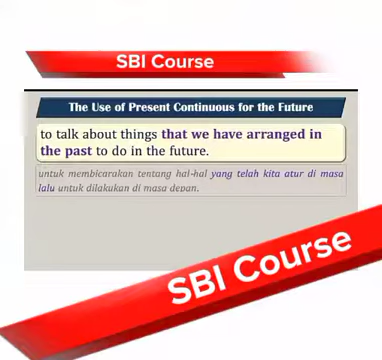 SBI Course
The Use of Present Continuous for the Future
to talk about things that we have arranged in
the past to do in the future.
untuk membicarakan tentang hal-hal yang telah kita atur di masa
lalu untuk dilakukan di masa depan.
SBI Course